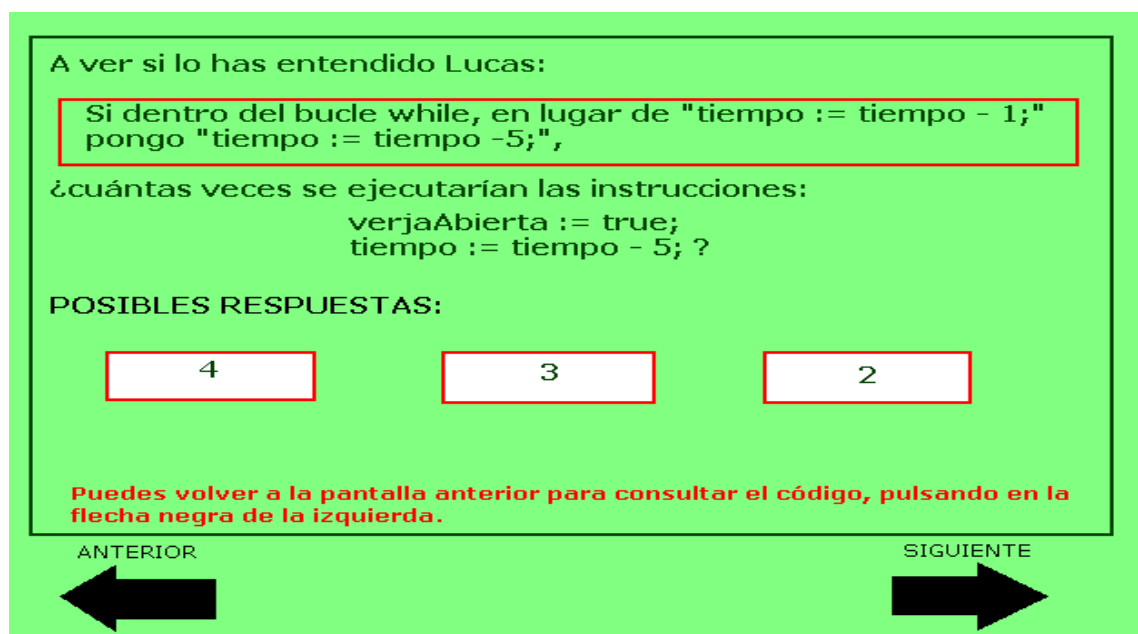 A ver si lo has entendido Lucas:
Si dentro del bucle while, en lugar de "tiempo := tiempo - 1;"
pongo "tiempo := tiempo -5;",
¿cuántas veces se ejecutarían las instrucciones:
verjaAbierta := true;
tiempo := tiempo - 5; ?
POSIBLES RESPUESTAS:
4 3 2
Puedes volver a la pantalla anterior para consultar el código, pulsando en la
flecha negra de la izquierda.
ANTERIOR SIGUIENTE